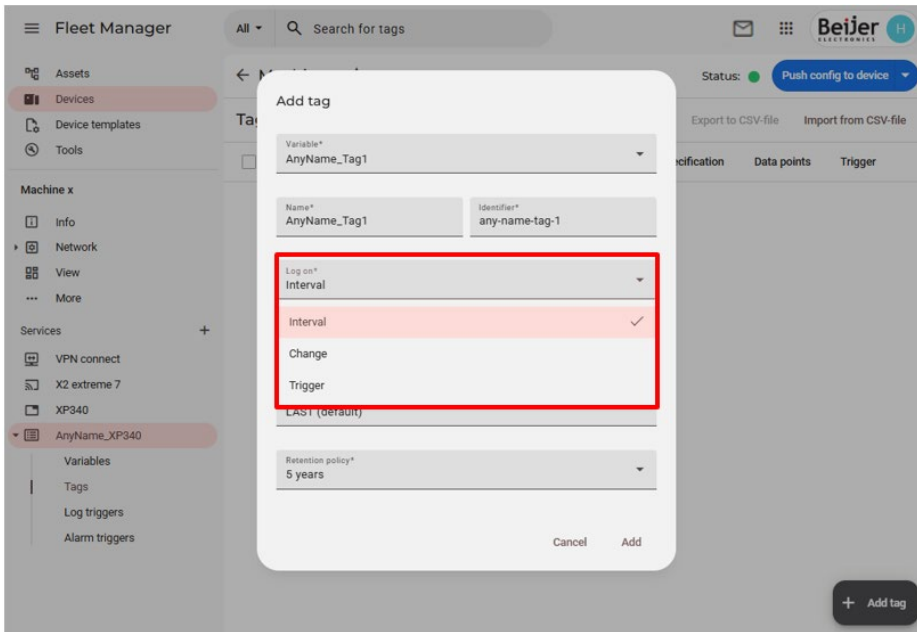 Fleet Manager
All
Search for tags
Beijer
ELECTRONICS
H
Assets
Devices
Device templates
Tools
Machine x
Info
Network
View
More
Services
VPN connect
X2 extreme 7
XP340
AnyName_XP340
Variables
Tags
Log triggers
Alarm triggers
Status:
Push config to device
Export to CSV-file
Import from CSV-file
Data points
Trigger
Add tag
Variable*
AnyName_Tag1
Name*
AnyName_Tag1
Identifier*
any-name-tag-1
Log on*
Interval
Interval
Change
Trigger
LAST (default)
Retention policy*
5 years
Cancel
Add
+ Add tag